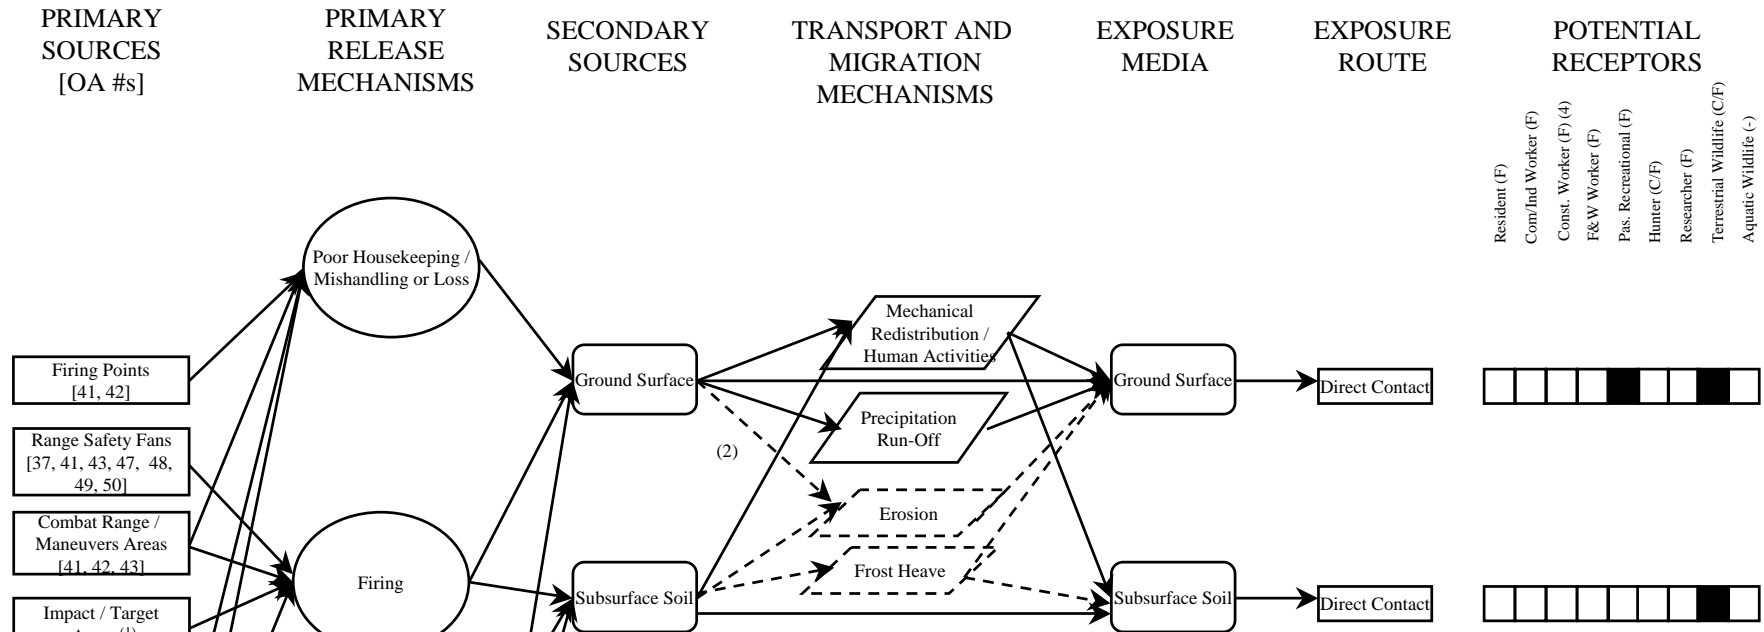 PRIMARY
SOURCES
[OA #s]
PRIMARY
RELEASE
MECHANISMS
SECONDARY
SOURCES
TRANSPORT AND
MIGRATION
MECHANISMS
EXPOSURE
MEDIA
EXPOSURE
ROUTE
POTENTIAL
RECEPTORS
Resident (F)
Com/Ind Worker (F)
Const. Worker (F) (4)
F&W Worker (F)
Pas. Recreational (F)
Hunter (C/F)
Researcher (F)
Terrestrial Wildlife (C/F)
Aquatic Wildlife (-)
Poor Housekeeping /
Mishandling or Loss
Mechanical
Redistribution /
Human Activities
Firing Points
[41, 42]
Ground Surface
Ground Surface
Direct Contact
Precipitation
Run-Off
Range Safety Fans
[37, 41, 43, 47, 48,
49, 50]
(2)
Erosion
Combat Range /
Maneuvers Areas
[41, 42, 43]
Firing
Frost Heave
Subsurface Soil
Subsurface Soil
Direct Contact
Impact / Target
(1)